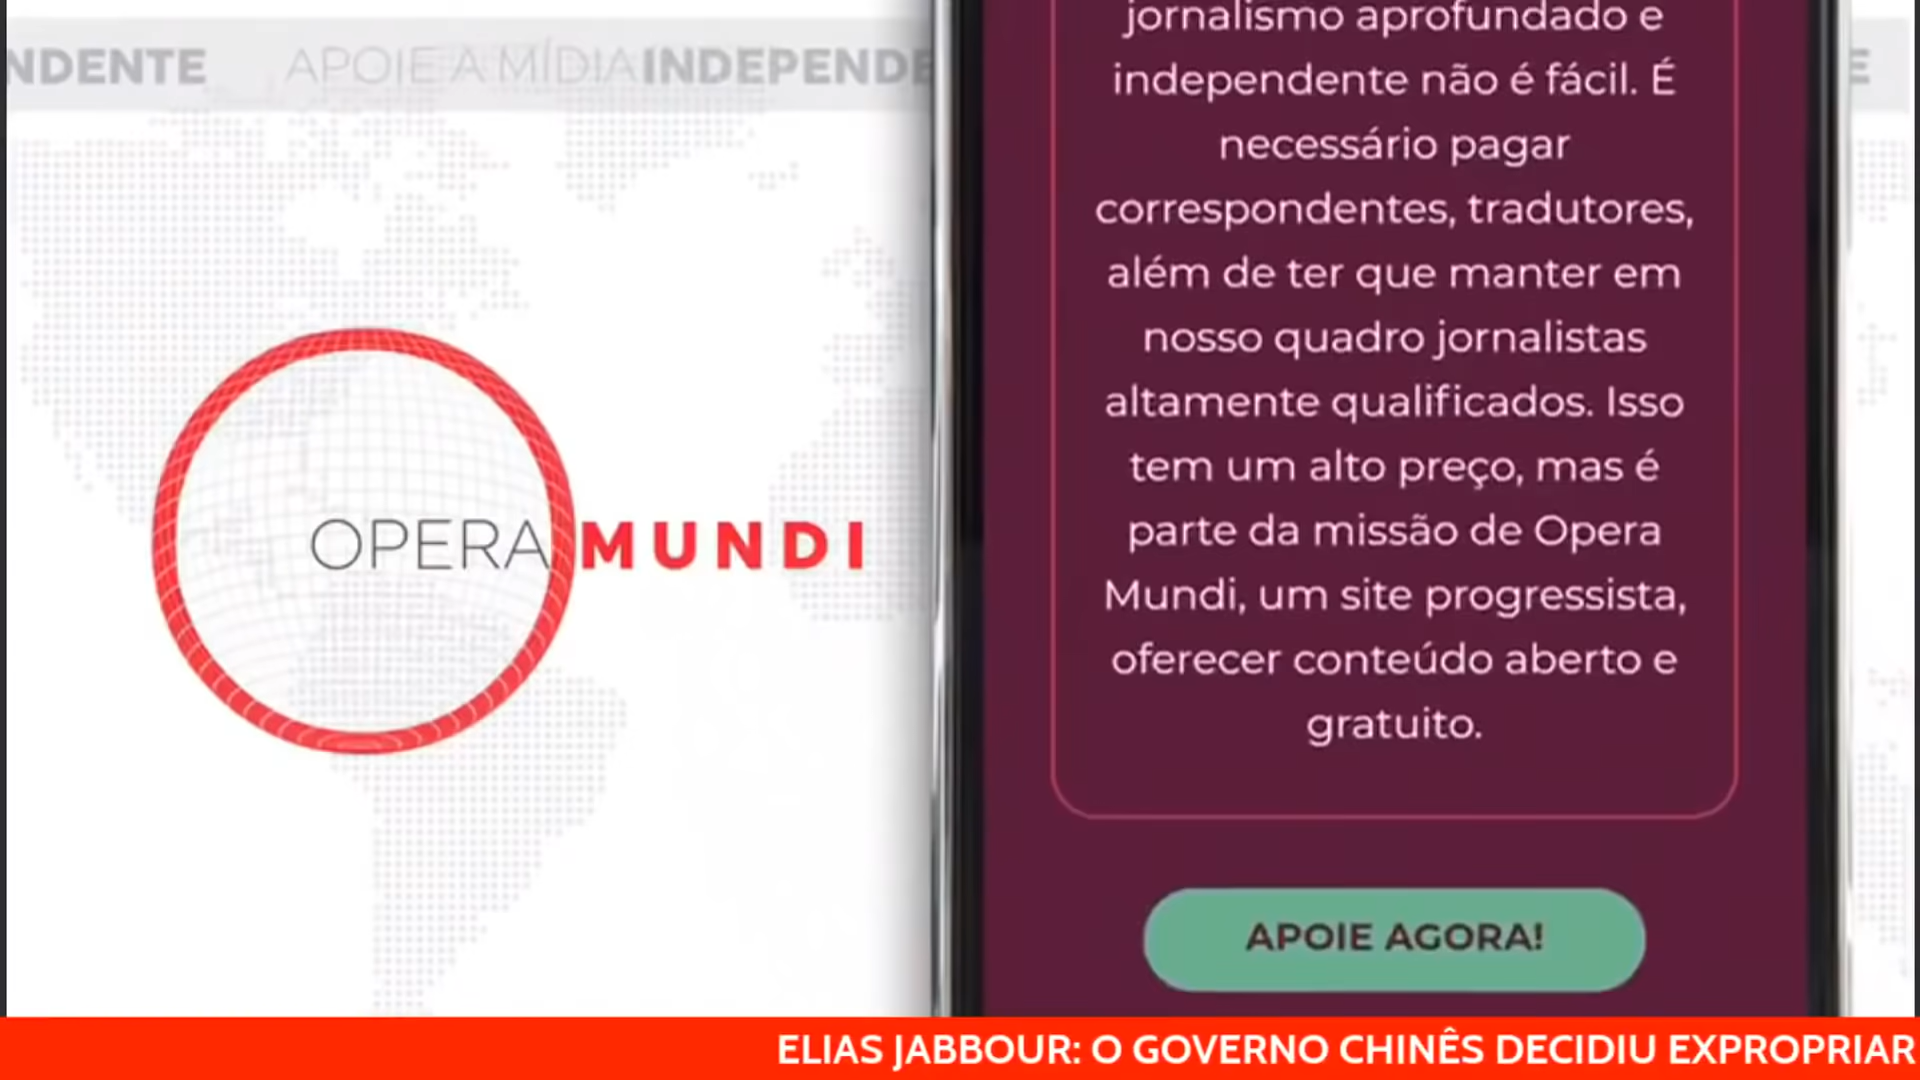 NDENTE APOIE A MÍDIA INDEPENDE E
OPERA MUNDI
jornalismo aprofundado e
independente não é fácil. É
necessário pagar
correspondentes, tradutores,
além de ter que manter em
nosso quadro jornalistas
altamente qualificados. Isso
tem um alto preço, mas é
parte da missão de Opera
Mundi, um site progressista,
oferecer conteúdo aberto e
gratuito.
APOIE AGORA!
ELIAS JABBOUR: O GOVERNO CHINÊS DECIDIU EXPROPRIAR